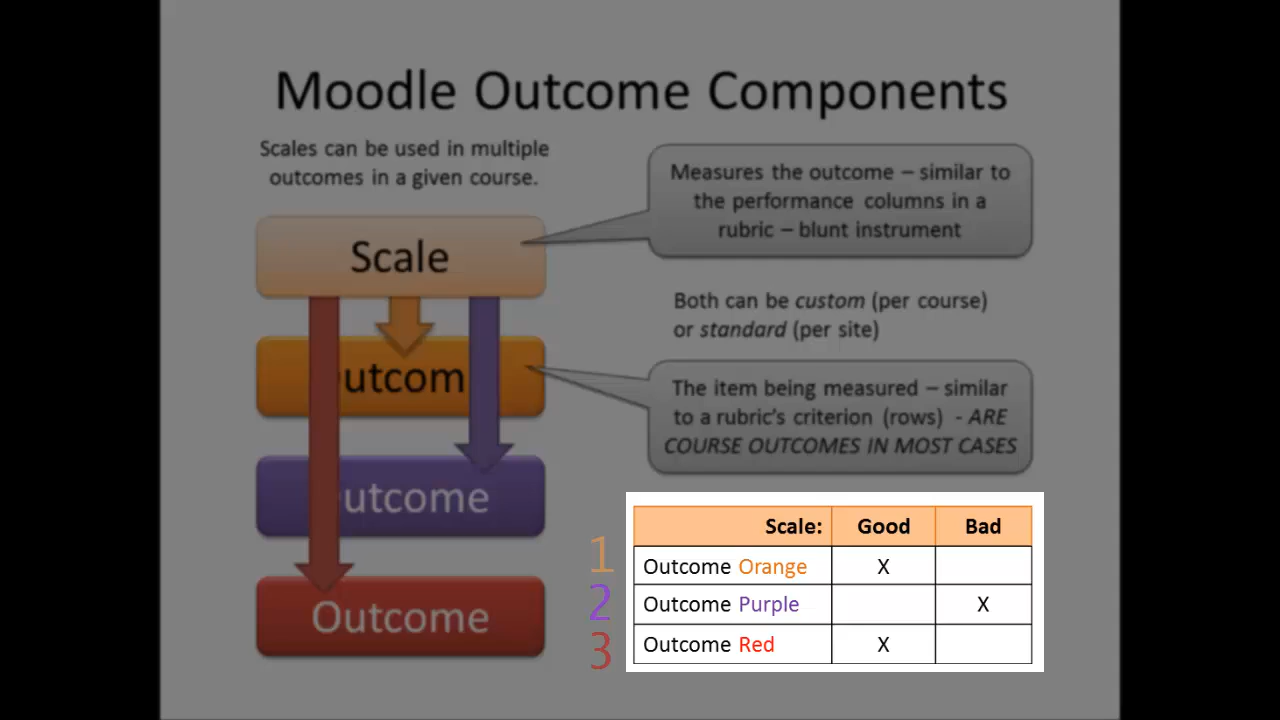 Moodle Outcome Components
Scales can be used in multiple
outcomes in a given course.
Measures the outcome – similar to
the performance columns in a
rubric – blunt instrument
Scale
Both can be custom (per course)
or standard (per site)
utcom
The item being measured – similar
to a rubric's criterion (rows) - ARE
COURSE OUTCOMES IN MOST CASES
utcome
Outcome
Scale: Good Bad
1 Outcome Orange X
2 Outcome Purple X
3 Outcome Red X